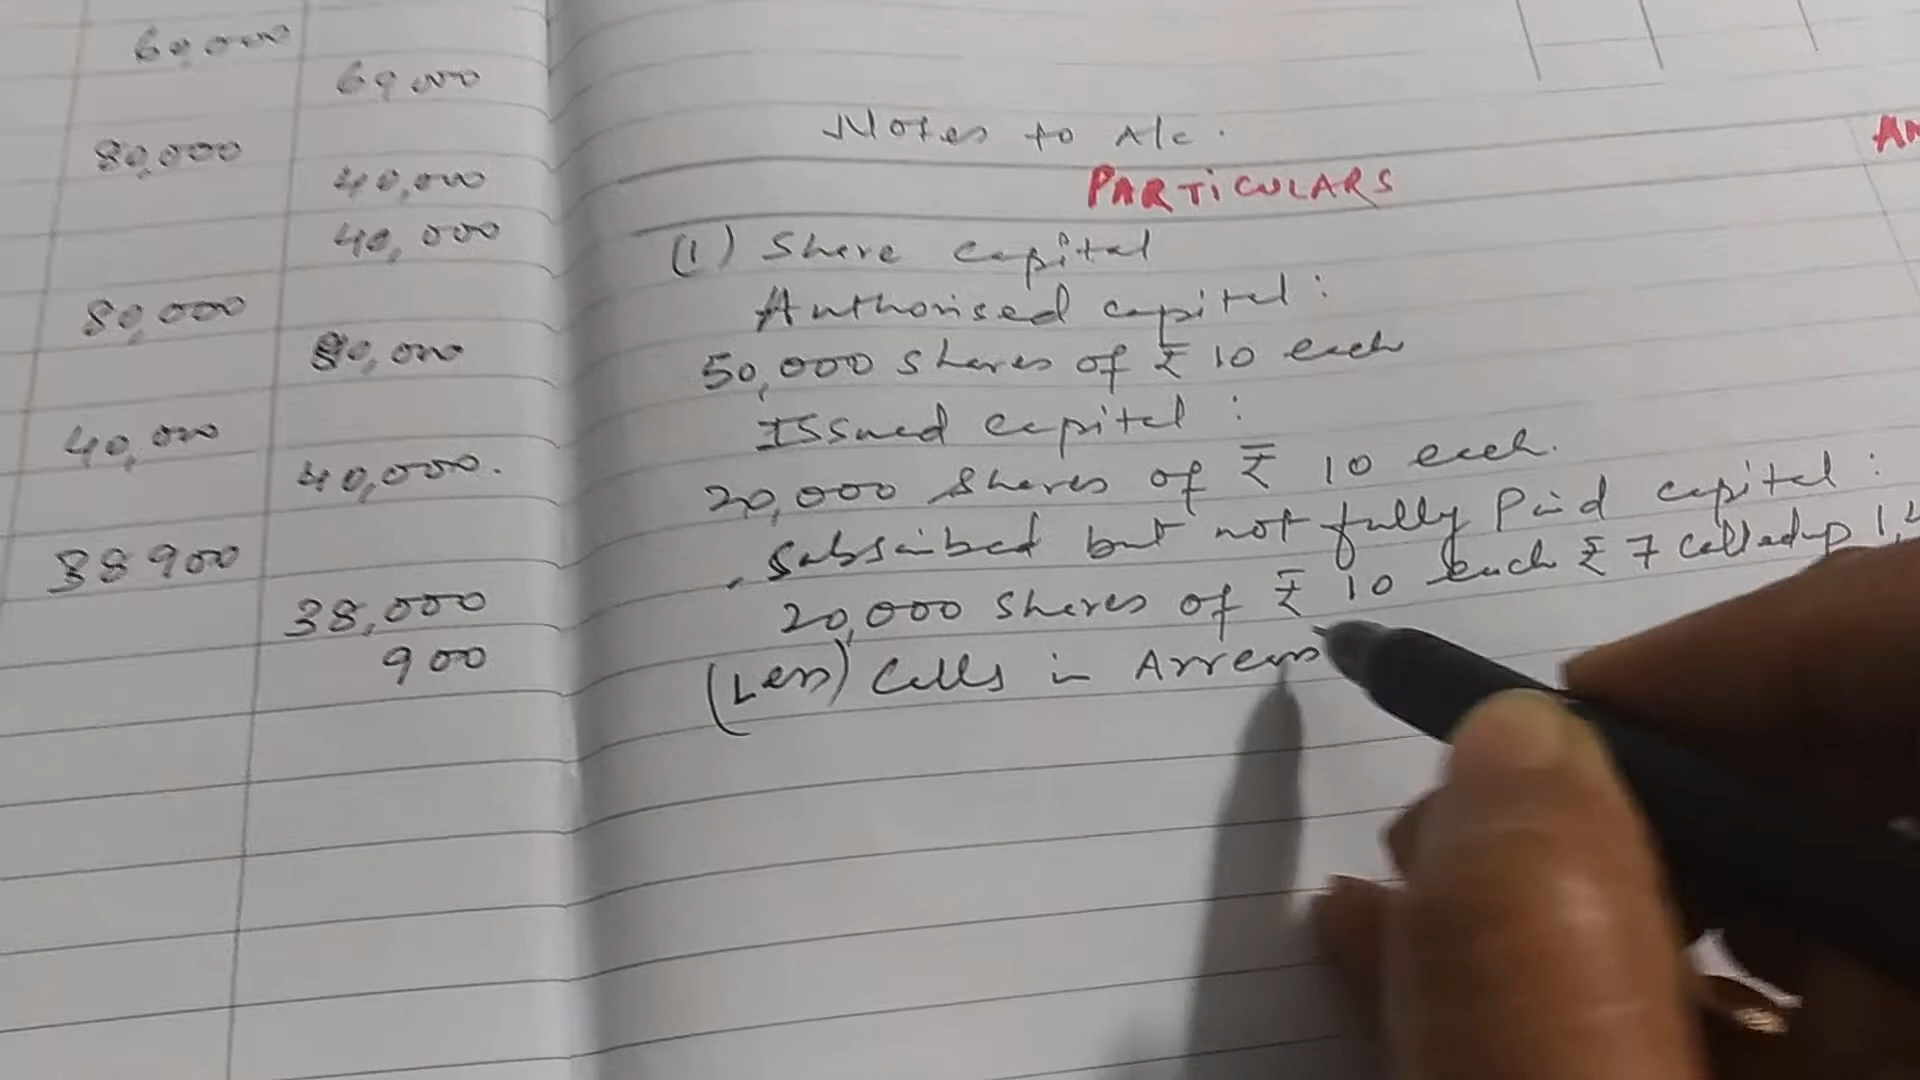 60,000
60,000
80,000
40,000
40,000
80,000
80,000
40,000
40,000.
38900
38,000
900
Notes to A/c.
PARTICULARS
(1) Share capital
Authorised capital:
50,000 shares of ₹ 10 each
Issued capital:
20,000 shares of ₹ 10 each.
Subscribed but not fully Paid capital:
20,000 shares of ₹ 10 each ₹ 7 called up
(Less) Calls in Arrears